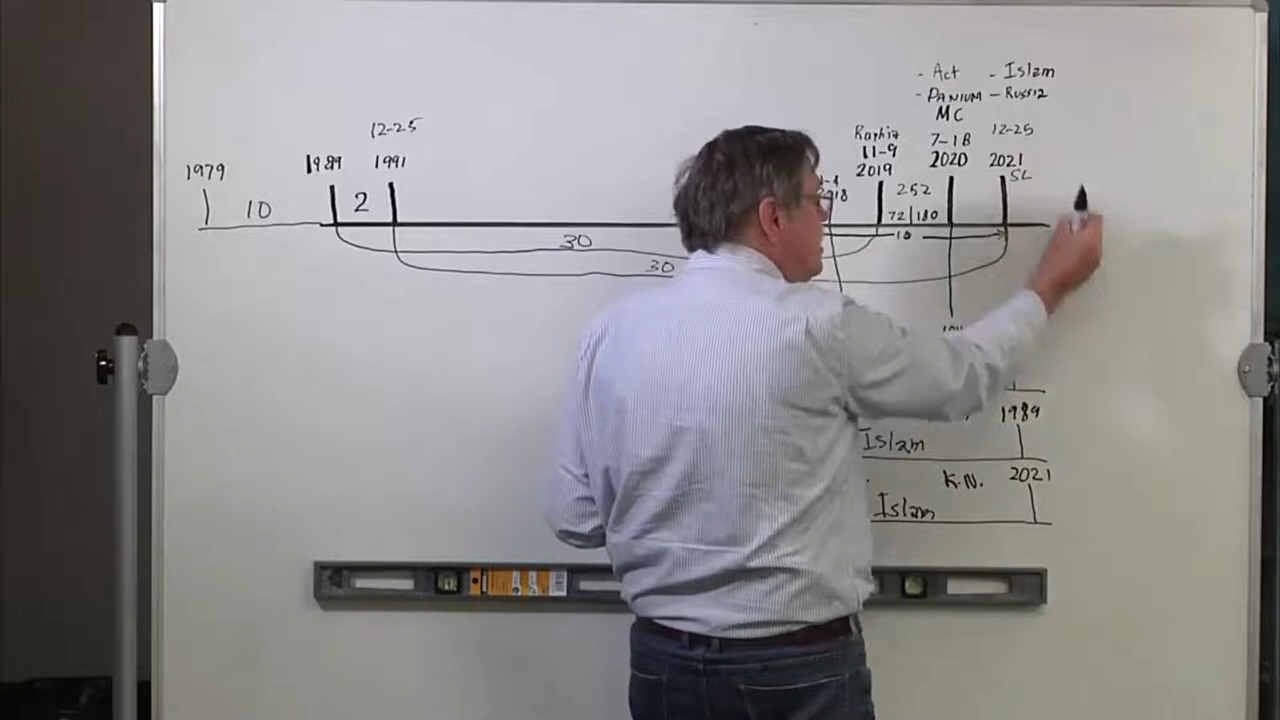 - Act - Islam
- PANIUM - Russia
MC
12-25
Raphia
7-18
12-25
11-9
1979
1989
1991
2019
2020
2021
SL
10
2
252
72 | 180
18
30
30
1989
Islam
K.N. 2021
Islam